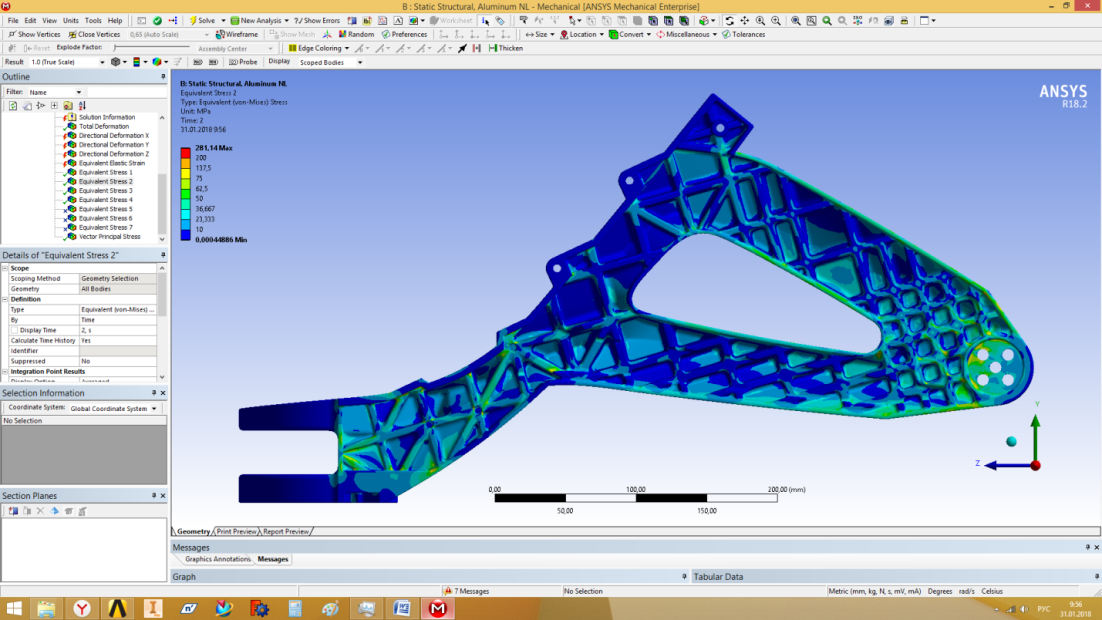 B : Static Structural, Aluminum NL - Mechanical [ANSYS Mechanical Enterprise]
File Edit View Units Tools Help Solve New Analysis ?/ Show Errors Worksheet
Show Vertices Close Vertices 0,65 (Auto Scale) Wireframe Show Mesh Random Preferences Size Location Convert Miscellaneous Tolerances
Reset Explode Factor: Assembly Center Edge Coloring Thicken
Result 1.0 (True Scale) Probe Display Scoped Bodies
Outline
Filter: Name
Solution Information
Total Deformation
Directional Deformation X
Directional Deformation Y
Directional Deformation Z
Equivalent Elastic Strain
Equivalent Stress 1
Equivalent Stress 2
Equivalent Stress 3
Equivalent Stress 4
Equivalent Stress 5
Equivalent Stress 6
Equivalent Stress 7
Vector Principal Stress
Details of "Equivalent Stress 2"
Scope
Scoping Method Geometry Selection
Geometry All Bodies
Definition
Type Equivalent (von-Mises) ...
By Time
Display Time 2, s
Calculate Time History Yes
Identifier
Suppressed No
Integration Point Results
Display Option Averaged
Selection Information
Coordinate System: Global Coordinate System
No Selection
Section Planes
B: Static Structural, Aluminum NL
Equivalent Stress 2
Type: Equivalent (von-Mises) Stress
Unit: MPa
Time: 2
31.01.2018 9:56
281,14 Max
200
137,5
75
62,5
50
36,667
23,333
10
0,00044886 Min
ANSYS
R18.2
Y
Z
0,00 100,00 200,00 (mm)
50,00 150,00
Geometry Print Preview Report Preview
Messages
Graphics Annotations Messages
Graph Tabular Data
7 Messages No Selection Metric (mm, kg, N, s, mV, mA) Degrees rad/s Celsius
РУС 9:56
31.01.2018